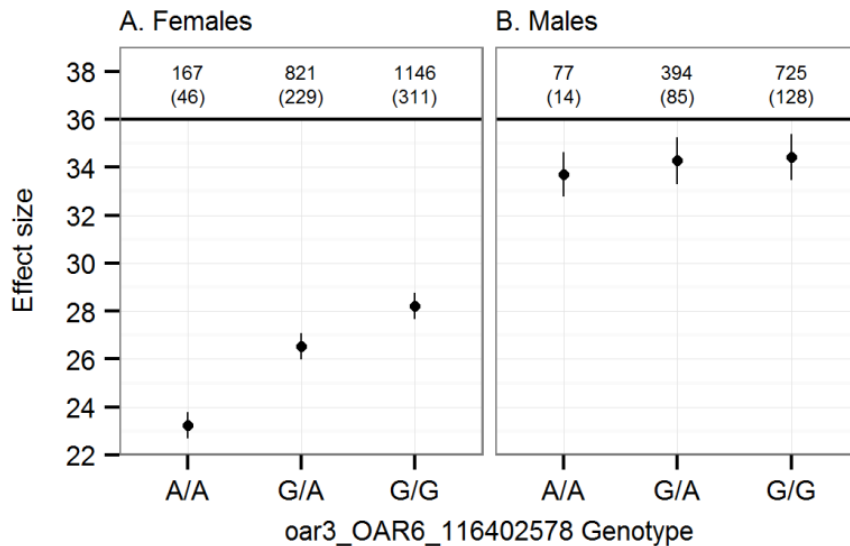 A. Females
B. Males
167 821 1146
(46) (229) (311)
77 394 725
(14) (85) (128)
38
36
34
32
30
28
26
24
22
Effect size
A/A G/A G/G
A/A G/A G/G
oar3_OAR6_116402578 Genotype